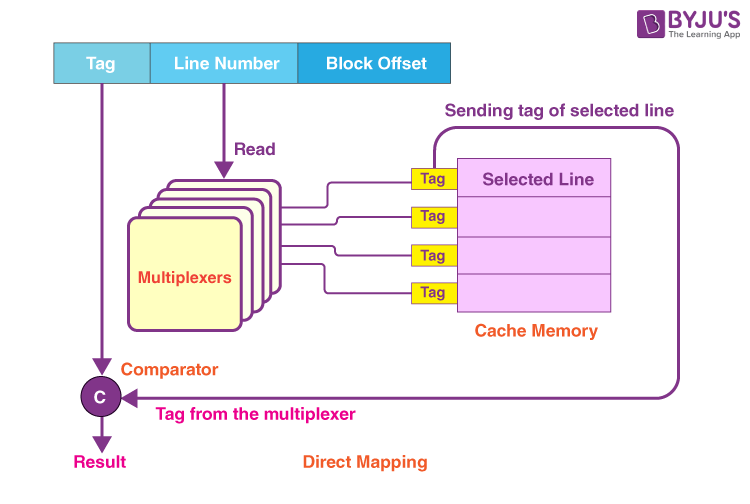 BYJU'S
The Learning App
Tag Line Number Block Offset
Sending tag of selected line
Read
Tag Selected Line
Tag
Tag
Tag
Multiplexers
Cache Memory
Comparator
C
Tag from the multiplexer
Result
Direct Mapping